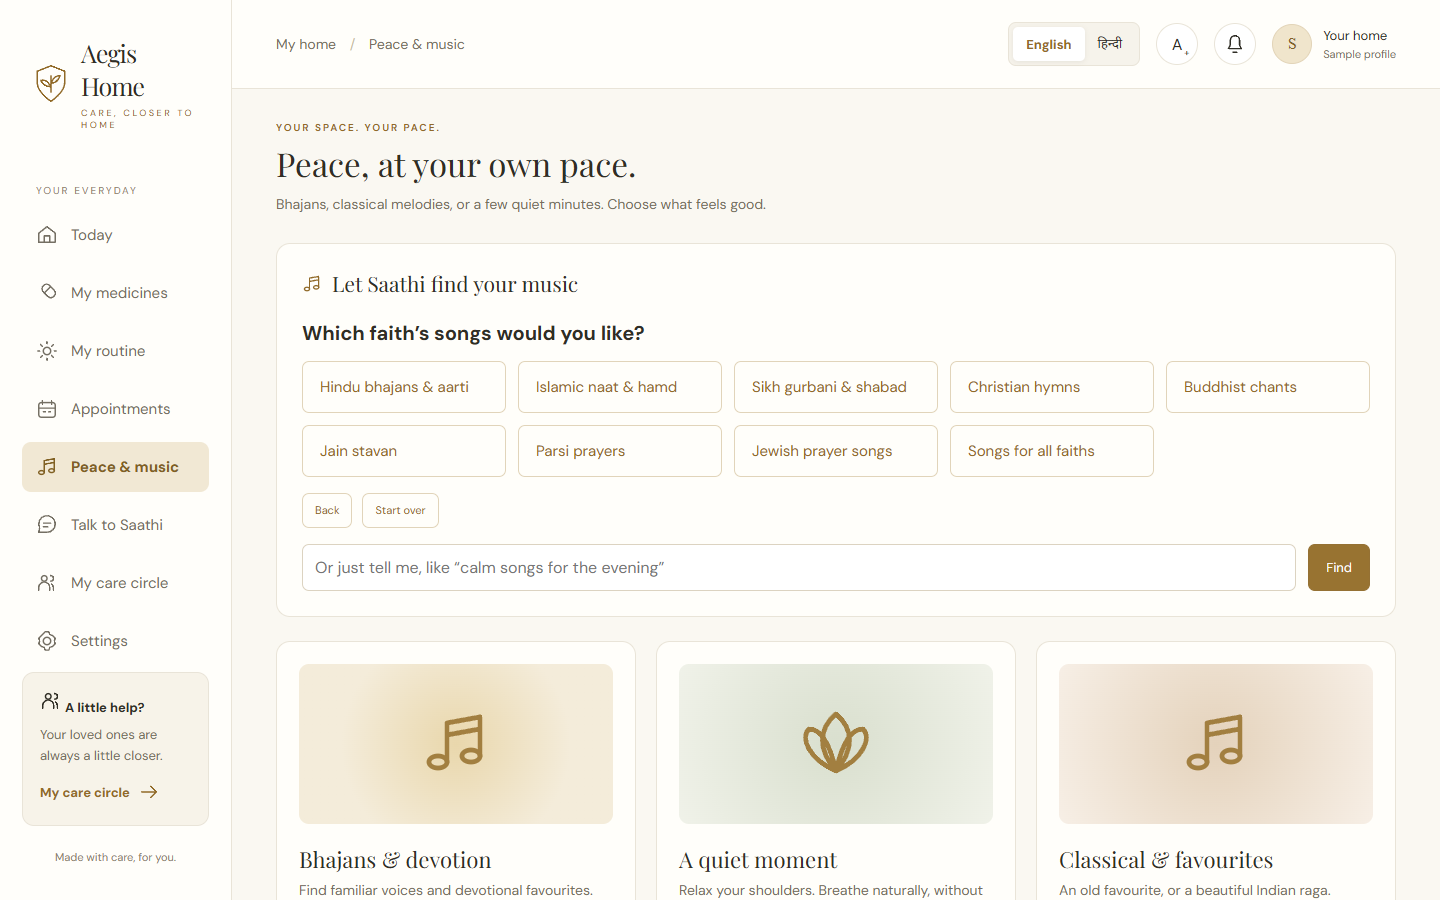 Aegis
Home
CARE, CLOSER TO
HOME
YOUR EVERYDAY
Today
My medicines
My routine
Appointments
Peace & music
Talk to Saathi
My care circle
Settings
A little help?
Your loved ones are
always a little closer.
My care circle
Made with care, for you.
My home / Peace & music
English हिन्दी
A+
S
Your home
Sample profile
YOUR SPACE. YOUR PACE.
Peace, at your own pace.
Bhajans, classical melodies, or a few quiet minutes. Choose what feels good.
Let Saathi find your music
Which faith’s songs would you like?
Hindu bhajans & aarti
Islamic naat & hamd
Sikh gurbani & shabad
Christian hymns
Buddhist chants
Jain stavan
Parsi prayers
Jewish prayer songs
Songs for all faiths
Back
Start over
Or just tell me, like “calm songs for the evening”
Find
Bhajans & devotion
Find familiar voices and devotional favourites.
A quiet moment
Relax your shoulders. Breathe naturally, without
Classical & favourites
An old favourite, or a beautiful Indian raga.